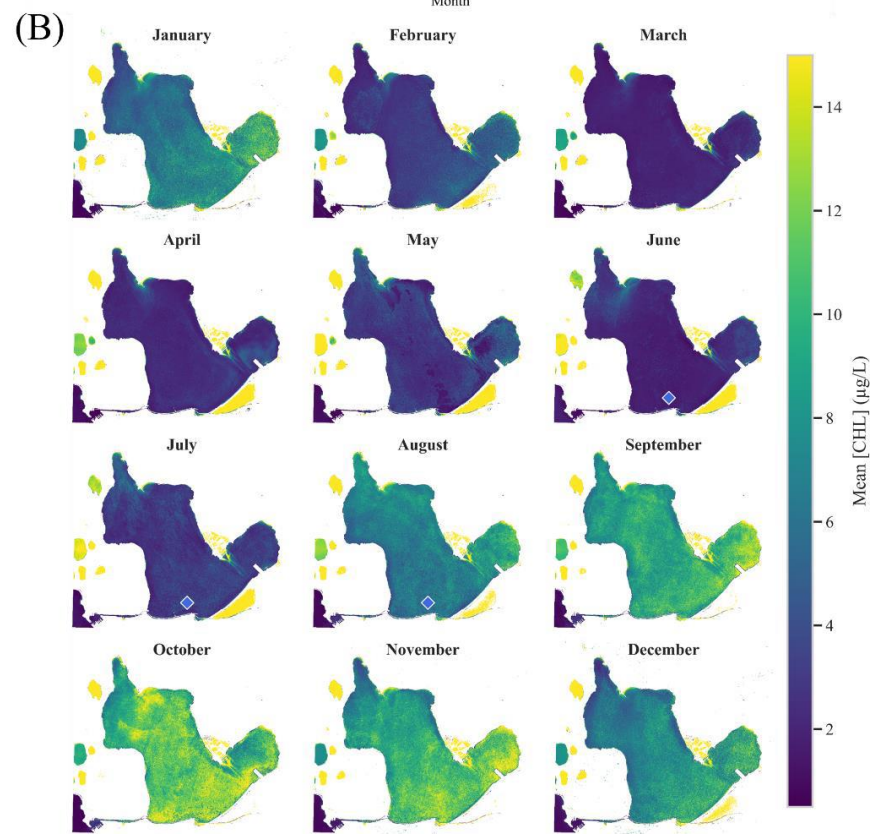 Month
(B)
January February March
April May June
July August September
October November December
14
12
10
8
6
4
2
Mean [CHL] (µg/L)